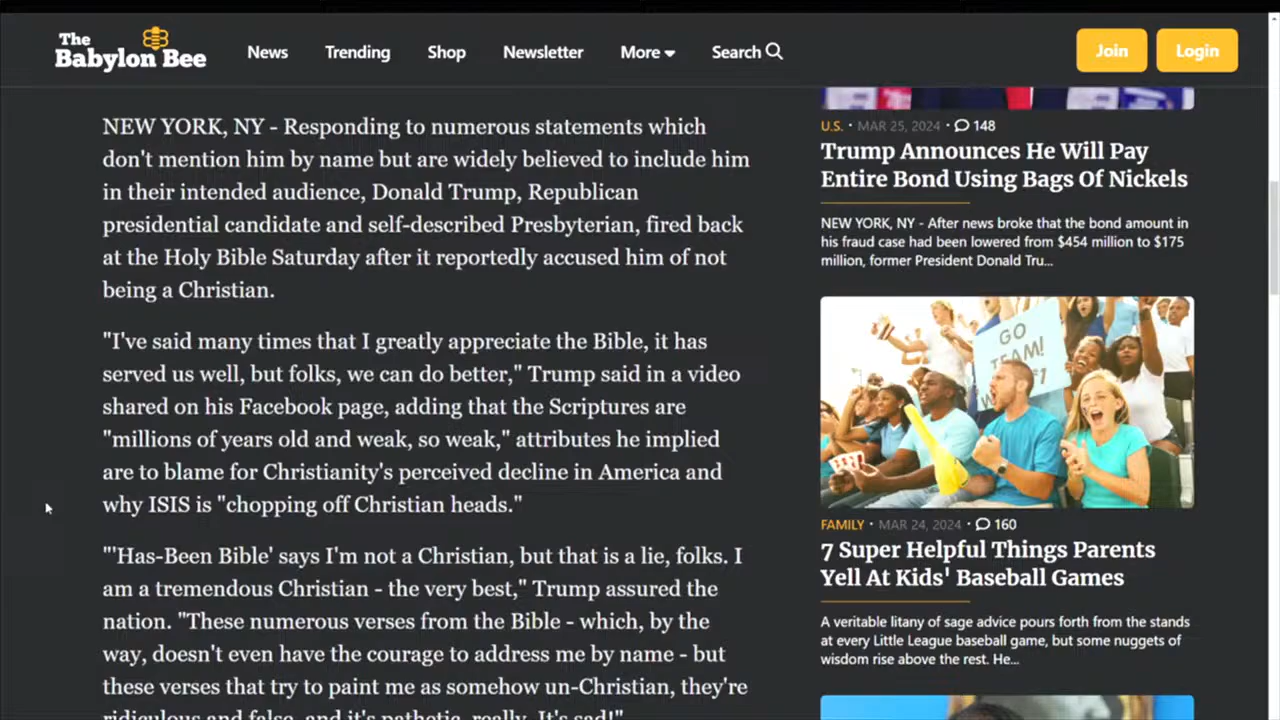 The
Babylon Bee
News
Trending
Shop
Newsletter
More
Search
Join
Login
NEW YORK, NY - Responding to numerous statements which
don't mention him by name but are widely believed to include him
in their intended audience, Donald Trump, Republican
presidential candidate and self-described Presbyterian, fired back
at the Holy Bible Saturday after it reportedly accused him of not
being a Christian.
"I've said many times that I greatly appreciate the Bible, it has
served us well, but folks, we can do better," Trump said in a video
shared on his Facebook page, adding that the Scriptures are
"millions of years old and weak, so weak," attributes he implied
are to blame for Christianity's perceived decline in America and
why ISIS is "chopping off Christian heads."
"'Has-Been Bible' says I'm not a Christian, but that is a lie, folks. I
am a tremendous Christian - the very best," Trump assured the
nation. "These numerous verses from the Bible - which, by the
way, doesn't even have the courage to address me by name - but
these verses that try to paint me as somehow un-Christian, they're
ridiculous and false, and it's pathetic, really. It's sad!"
U.S. · MAR 25, 2024 · 148
Trump Announces He Will Pay
Entire Bond Using Bags Of Nickels
NEW YORK, NY - After news broke that the bond amount in
his fraud case had been lowered from $454 million to $175
million, former President Donald Tru...
GO
TEAM!
#1
FAMILY · MAR 24, 2024 · 160
7 Super Helpful Things Parents
Yell At Kids' Baseball Games
A veritable litany of sage advice pours forth from the stands
at every Little League baseball game, but some nuggets of
wisdom rise above the rest. He...